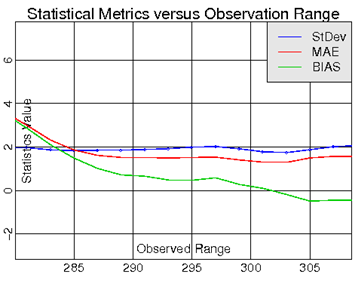 Statistical Metrics versus Observation Range
StDev
MAE
BIAS
Statistics Value
6
4
2
0
−2
Observed Range
285
290
295
300
305